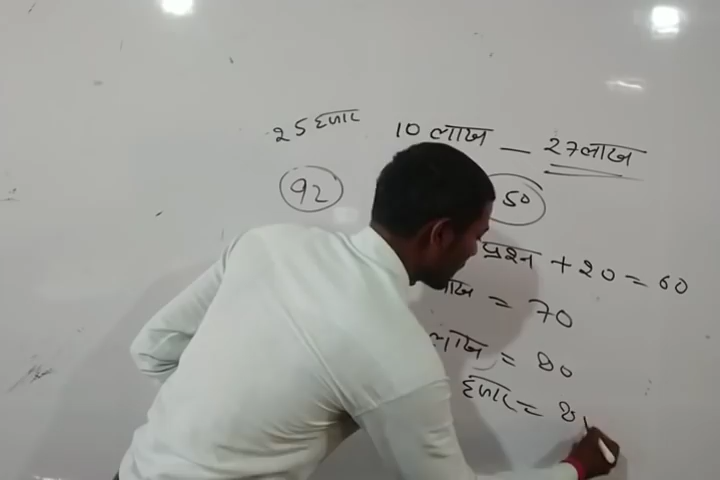 25 हजार 10 लाख — 27 लाख
92 50
प्रश्न + 20 = 60
लाख = 70
लाख = 80
हजार = 8